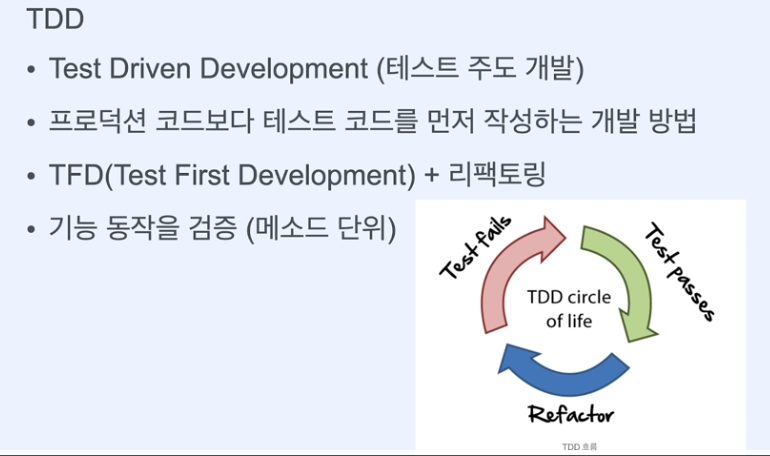 TDD
• Test Driven Development (테스트 주도 개발)
• 프로덕션 코드보다 테스트 코드를 먼저 작성하는 개발 방법
• TFD(Test First Development) + 리팩토링
• 기능 동작을 검증 (메소드 단위)
Test fails
Test passes
TDD circle
of life
Refactor
TDD 흐름